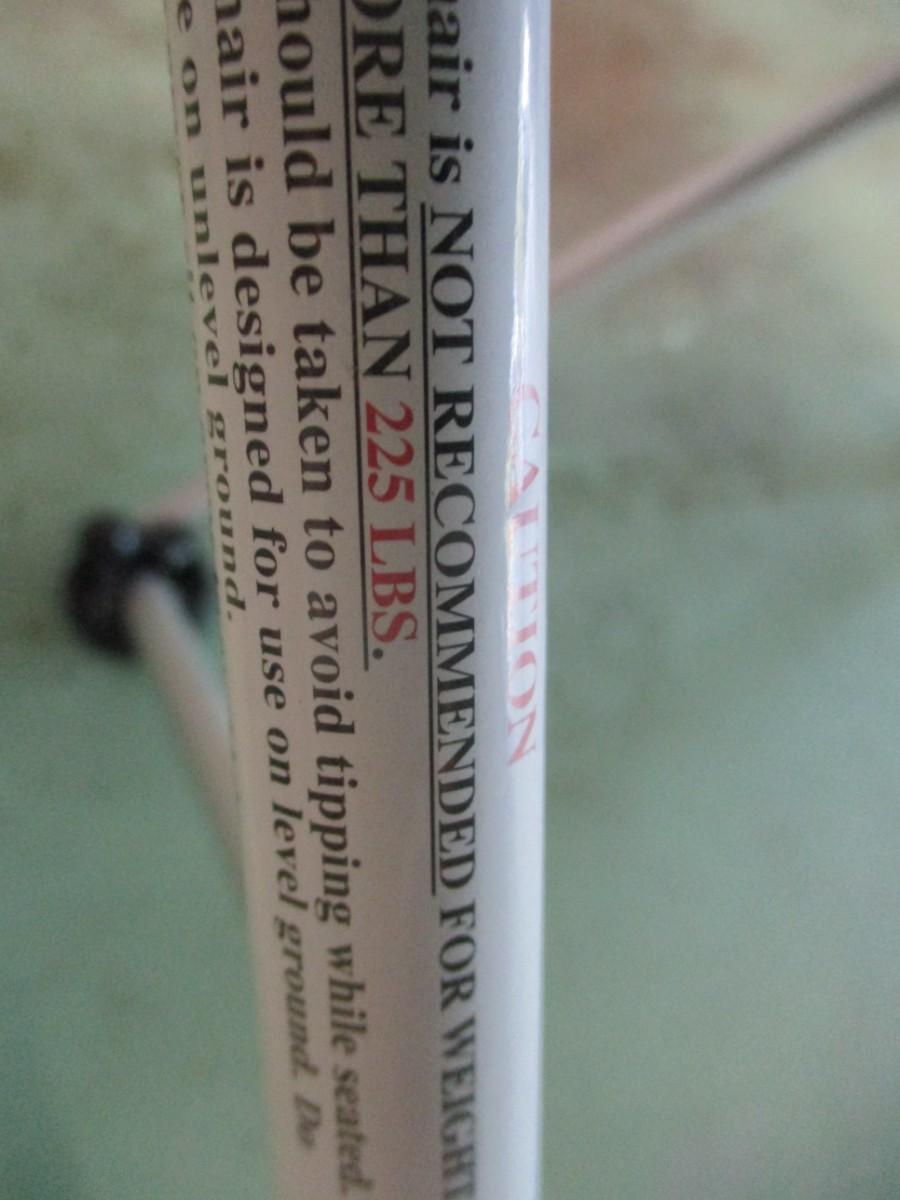 CAUTION
air is NOT RECOMMENDED FOR WEIGHT
ORE THAN 225 LBS.
hould be taken to avoid tipping while seated.
hair is designed for use on level ground. Do
e on unlevel ground.